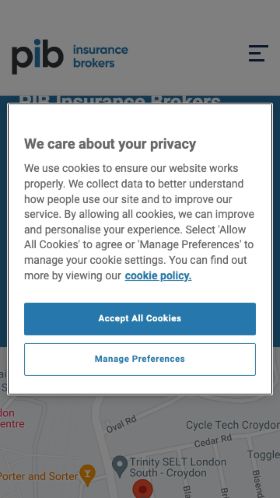 pib insurance
brokers
PIB Insurance Brokers
We care about your privacy
We use cookies to ensure our website works
properly. We collect data to better understand
how people use our site and to improve our
service. By allowing all cookies, we can improve
and personalise your experience. Select 'Allow
All Cookies' to agree or 'Manage Preferences' to
manage your cookie settings. You can find out
more by viewing our cookie policy.
Accept All Cookies
Manage Preferences
Oval Rd
Cycle Tech Croydon
Cedar Rd
Toggle
Trinity SELT London
South - Croydon
Porter and Sorter